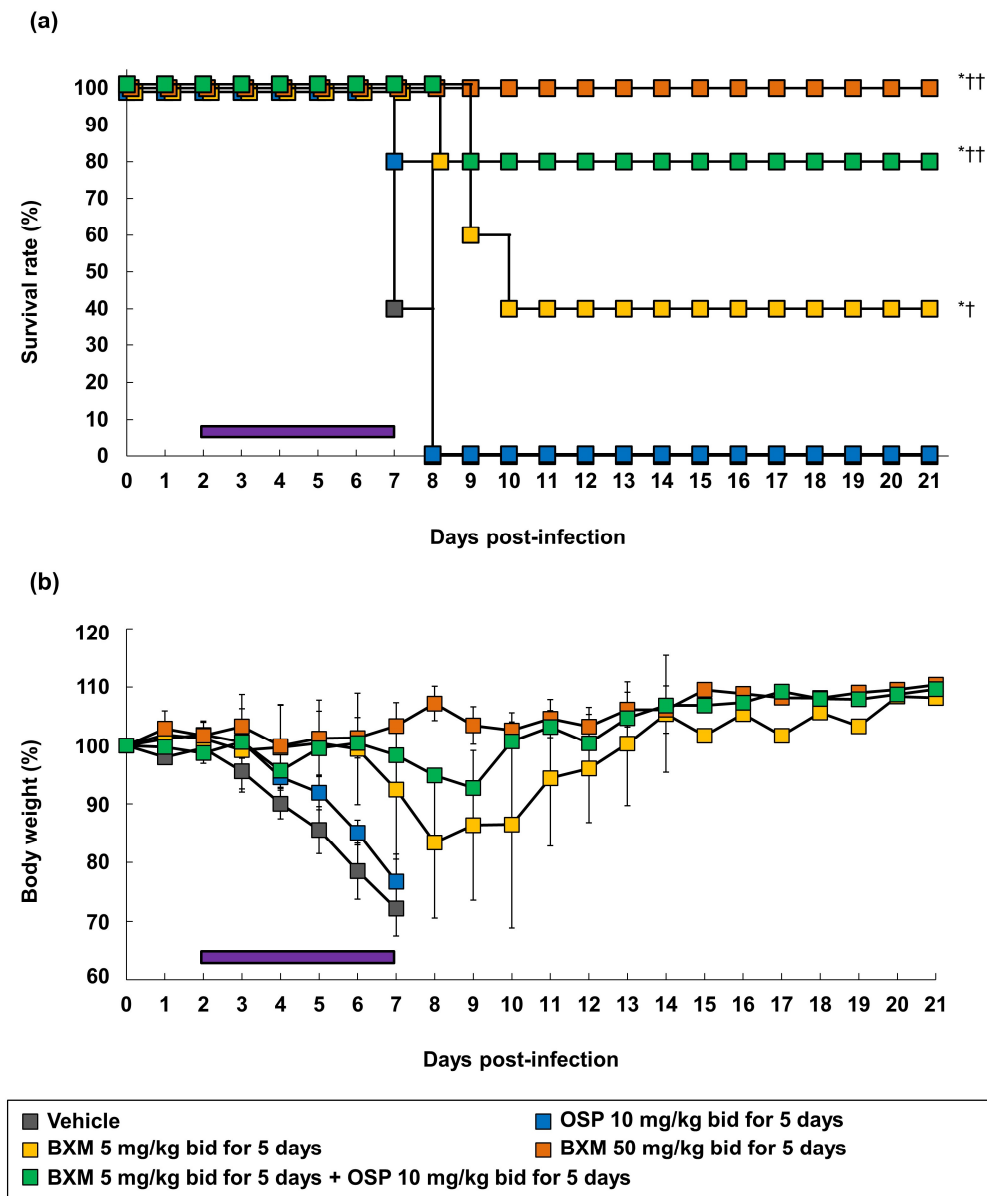 (a)
100
90
80
70
60
50
40
30
20
10
0
Survival rate (%)
*††
*††
*†
0 1 2 3 4 5 6 7 8 9 10 11 12 13 14 15 16 17 18 19 20 21
Days post-infection
(b)
120
110
100
90
80
70
60
Body weight (%)
0 1 2 3 4 5 6 7 8 9 10 11 12 13 14 15 16 17 18 19 20 21
Days post-infection
Vehicle
OSP 10 mg/kg bid for 5 days
BXM 5 mg/kg bid for 5 days
BXM 50 mg/kg bid for 5 days
BXM 5 mg/kg bid for 5 days + OSP 10 mg/kg bid for 5 days